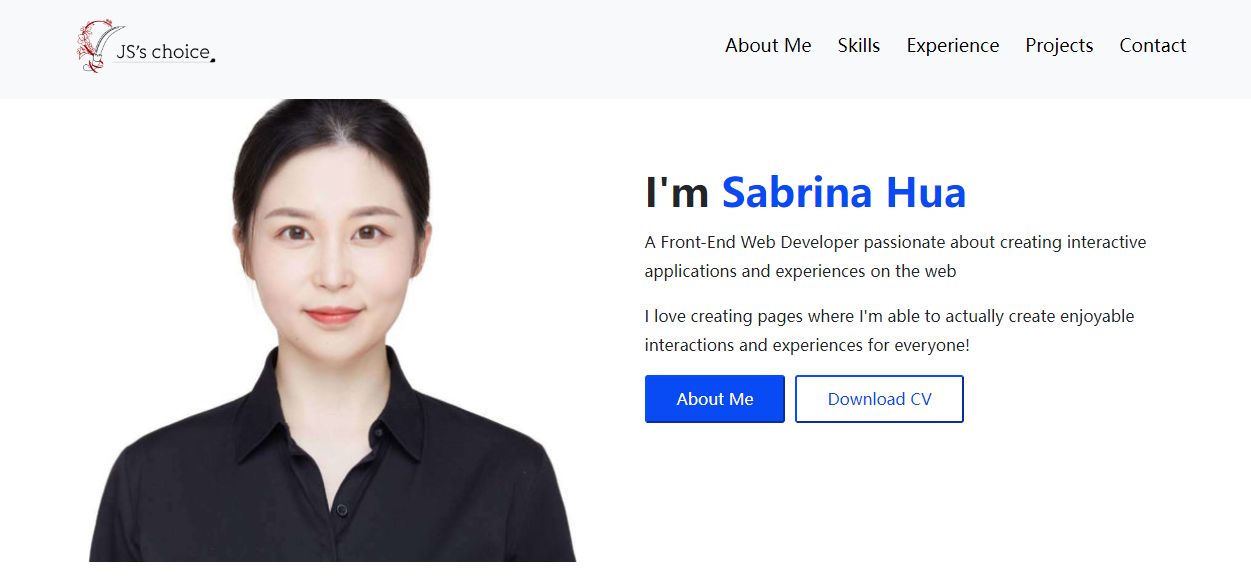 JS's choice.
About Me Skills Experience Projects Contact
I'm Sabrina Hua
A Front-End Web Developer passionate about creating interactive
applications and experiences on the web
I love creating pages where I'm able to actually create enjoyable
interactions and experiences for everyone!
About Me Download CV